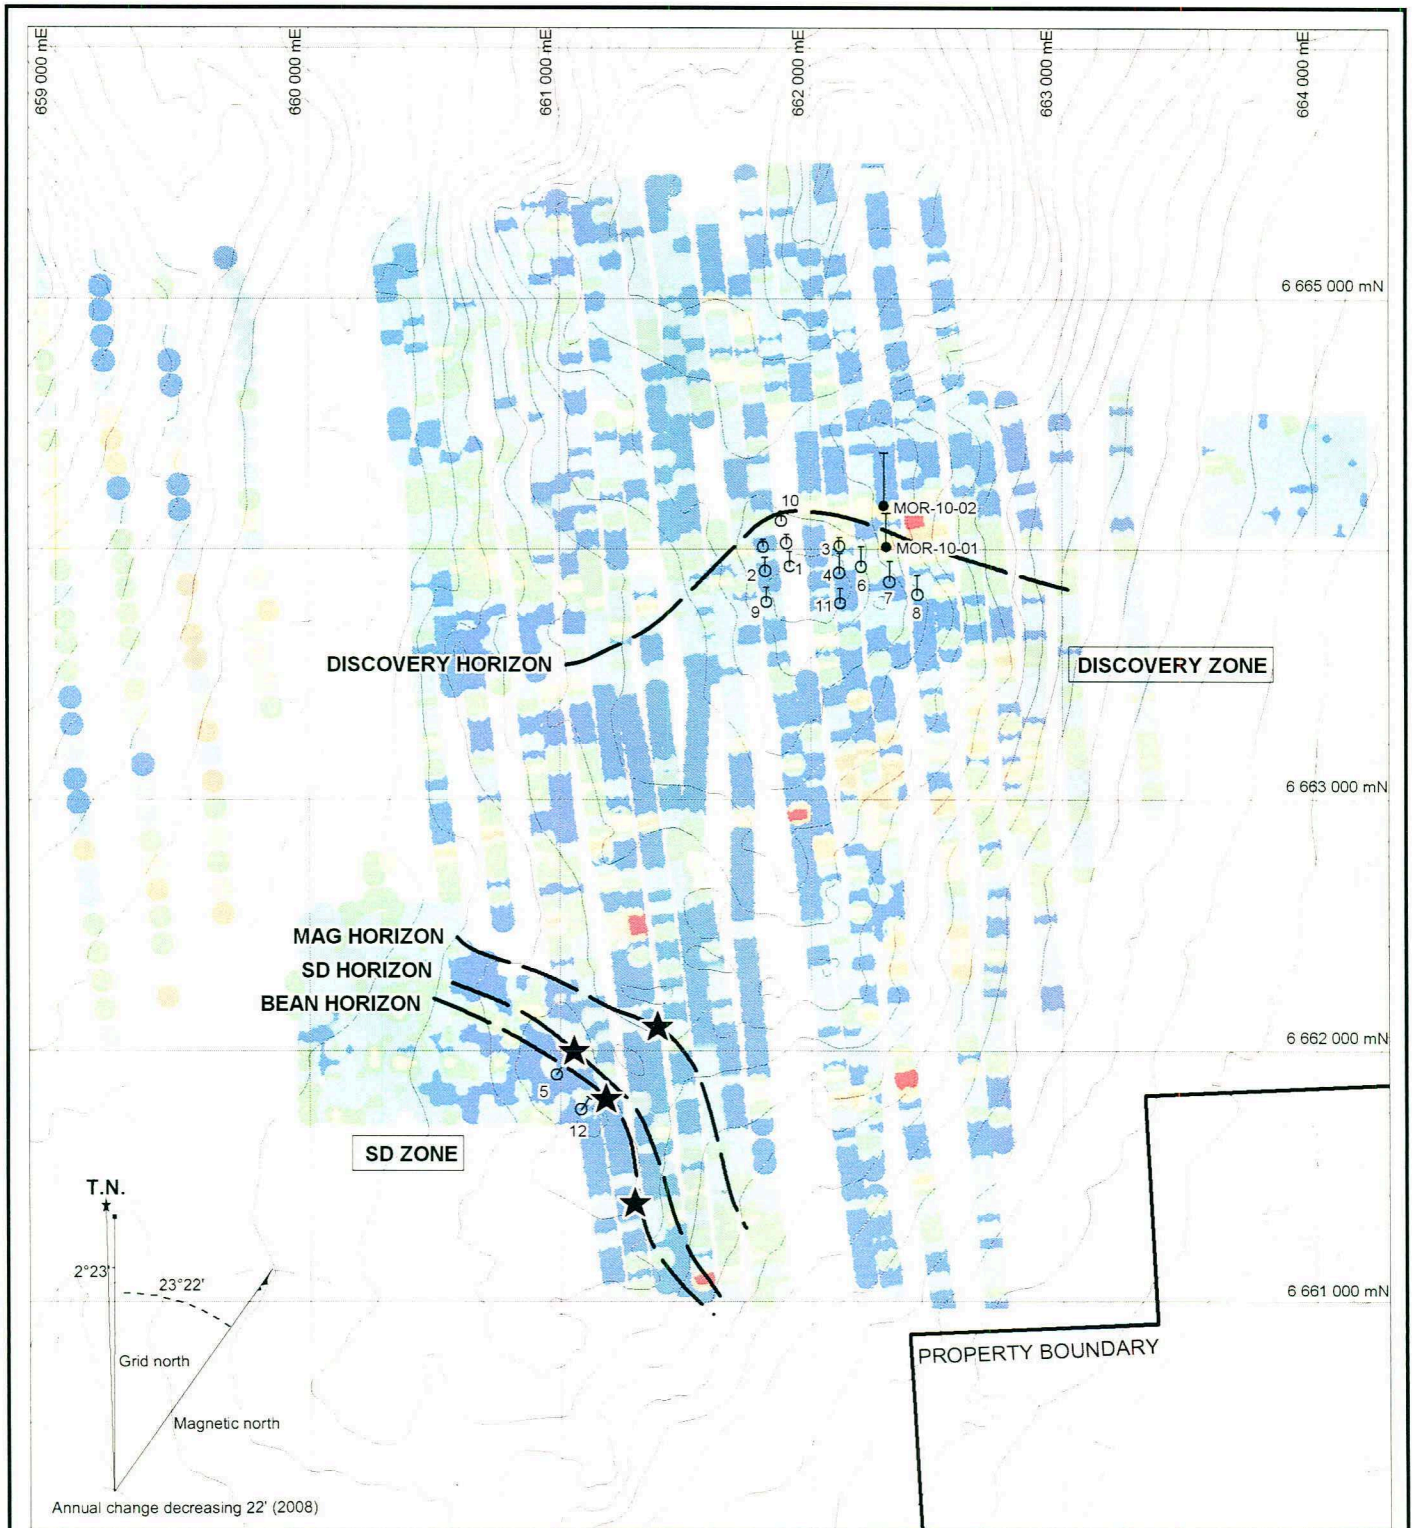 659 000 mE
660 000 mE
661 000 mE
662 000 mE
663 000 mE
664 000 mE
6 665 000 mN
10
MOR-10-02
3
MOR-10-01
2
1
4
6
7
9
11
8
DISCOVERY HORIZON
DISCOVERY ZONE
6 663 000 mN
MAG HORIZON
SD HORIZON
BEAN HORIZON
6 662 000 mN
5
12
SD ZONE
T.N.
2°23'
23°22'
6 661 000 mN
PROPERTY BOUNDARY
Grid north
Magnetic north
Annual change decreasing 22' (2008)